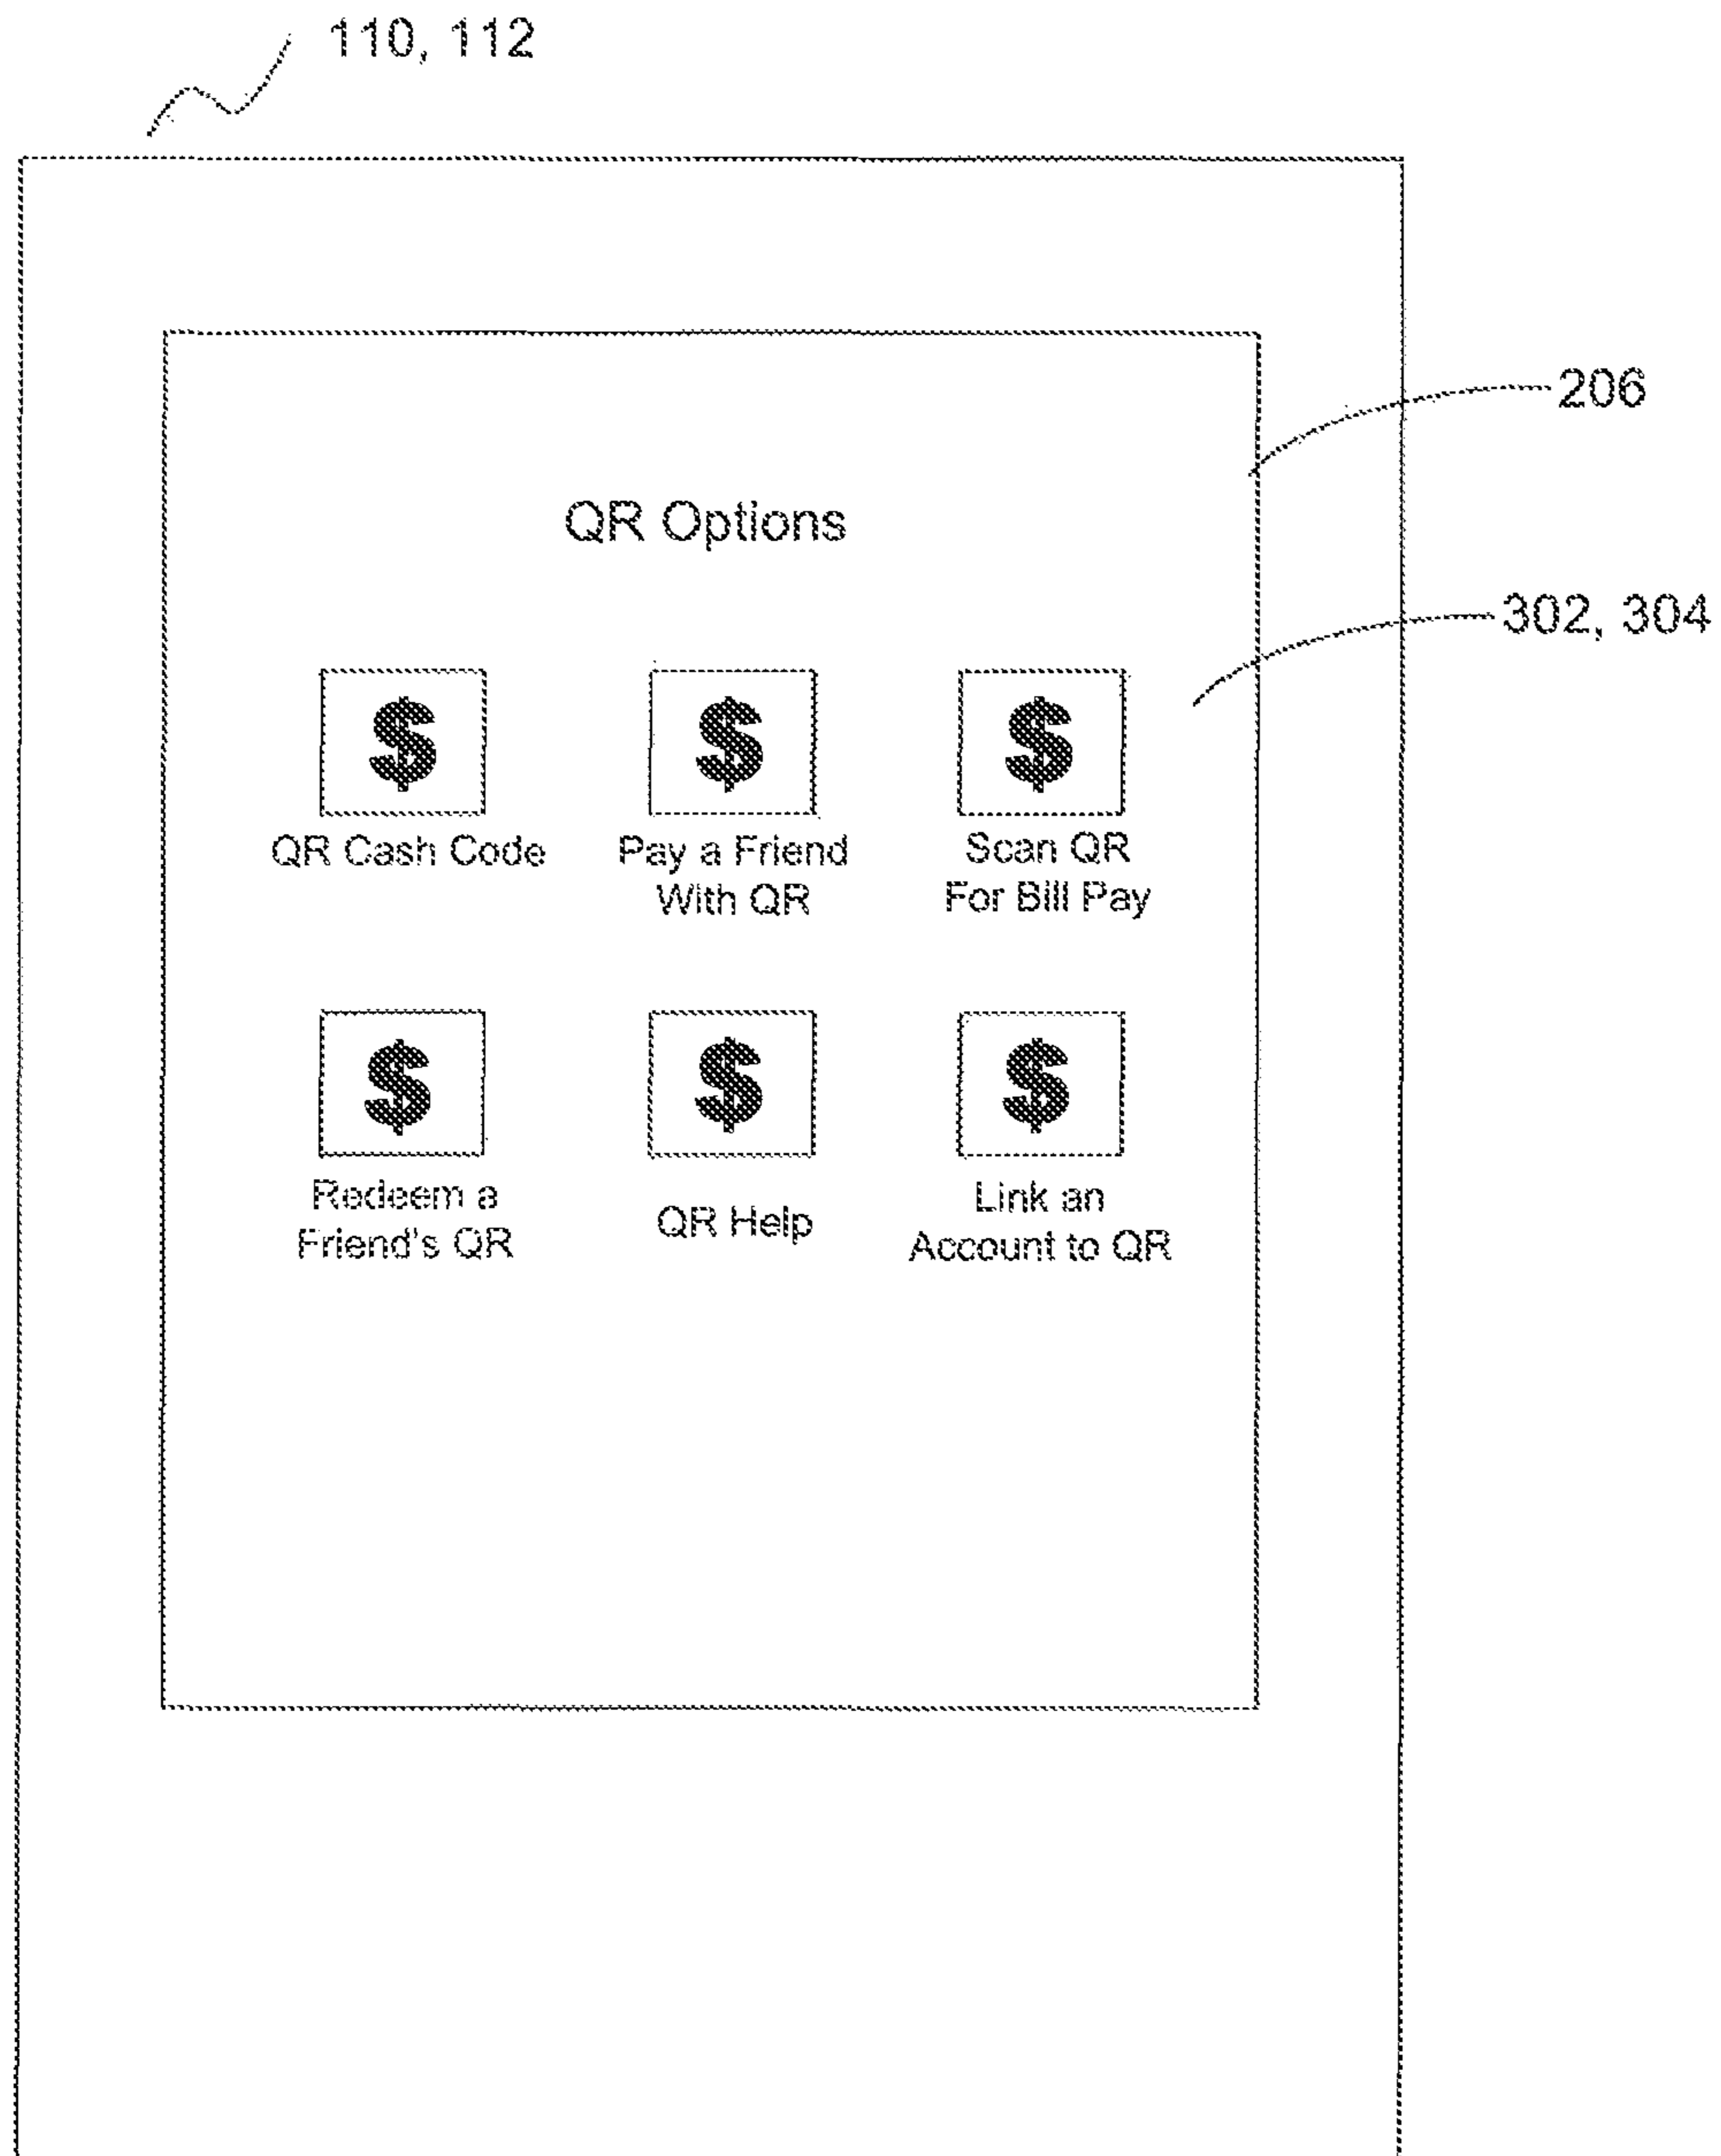 110, 112
206
QR Options
302, 304
$ $ $
QR Cash Code
Pay a Friend
With QR
Scan QR
For Bill Pay
$ $ $
Redeem a
Friend's QR
QR Help
Link an
Account to QR